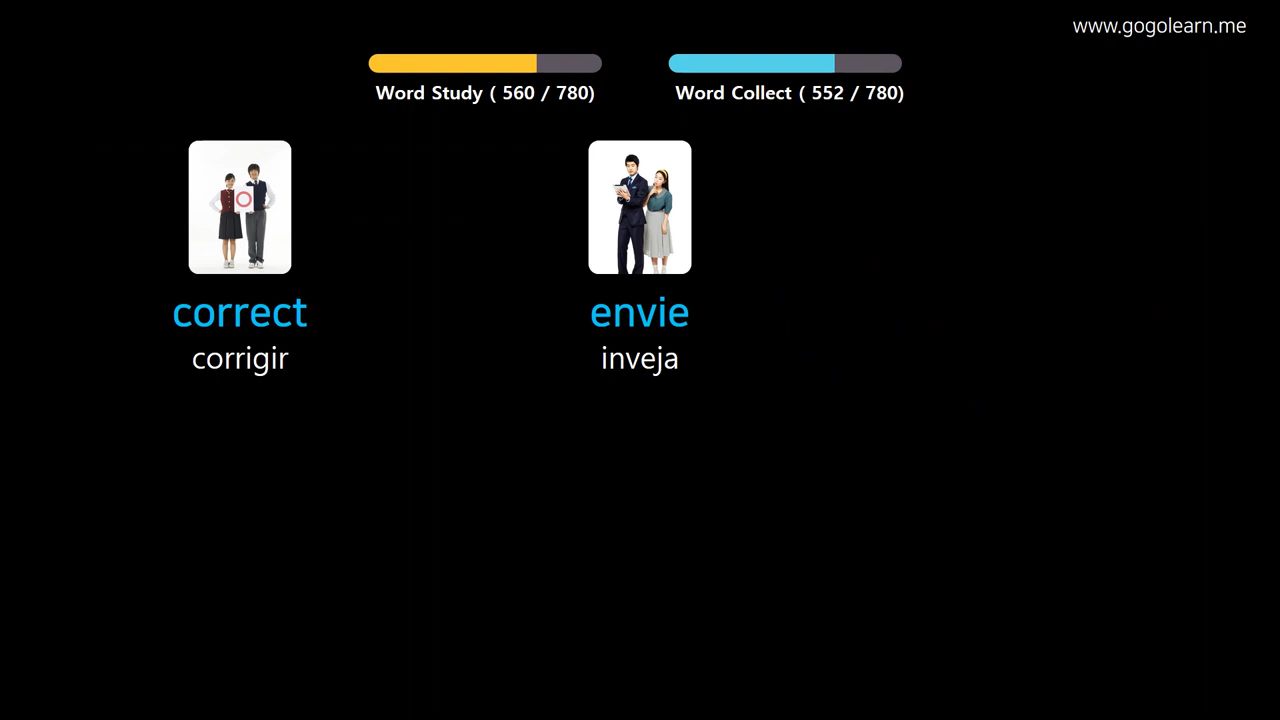 www.gogolearn.me
Word Study ( 560 / 780)
Word Collect ( 552 / 780)
correct
corrigir
envie
inveja